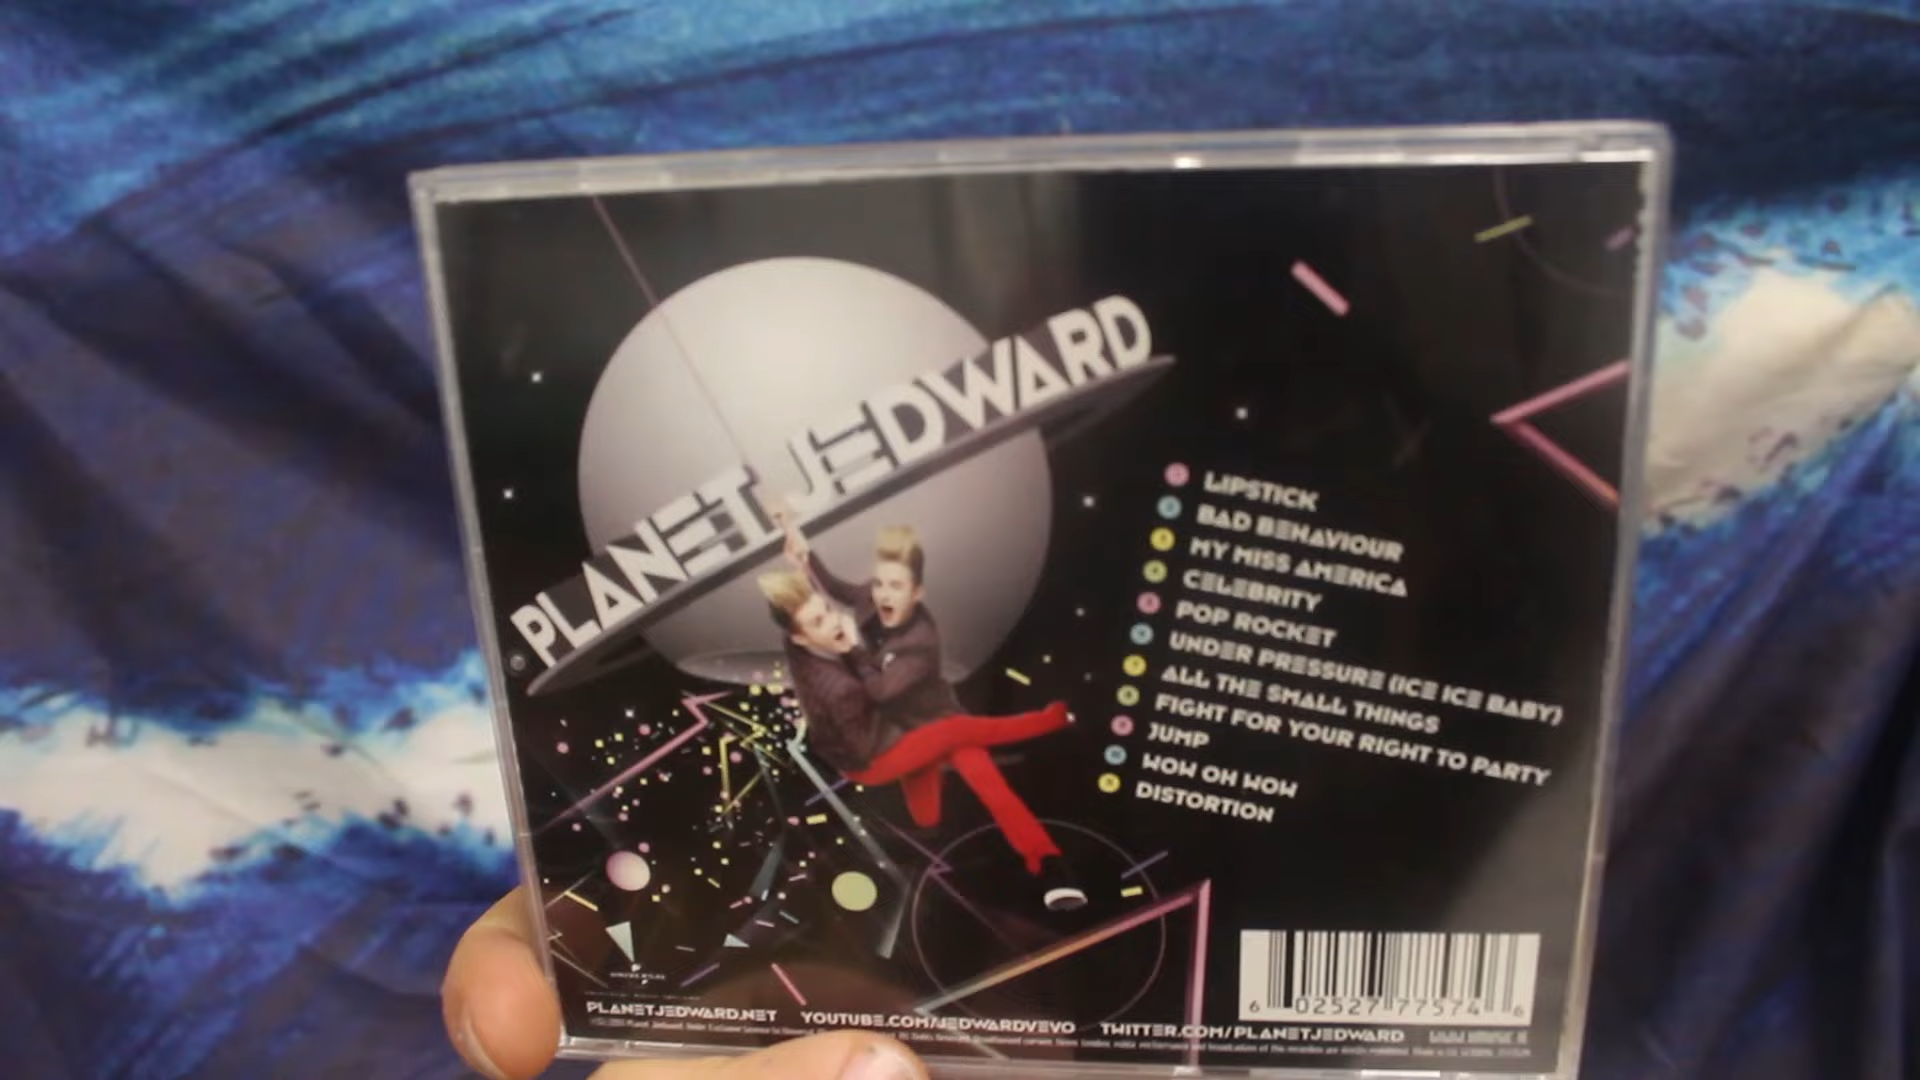 PLANET JEDWARD
LIPSTICK
BAD BEHAVIOUR
MY MISS AMERICA
CELEBRITY
POP ROCKET
UNDER PRESSURE (ICE ICE BABY)
ALL THE SMALL THINGS
FIGHT FOR YOUR RIGHT TO PARTY
JUMP
WOW OH WOW
DISTORTION
UNIVERSAL
6 02527 77574 6
PLANETJEDWARD.NET YOUTUBE.COM/JEDWARDVEVO TWITTER.COM/PLANETJEDWARD